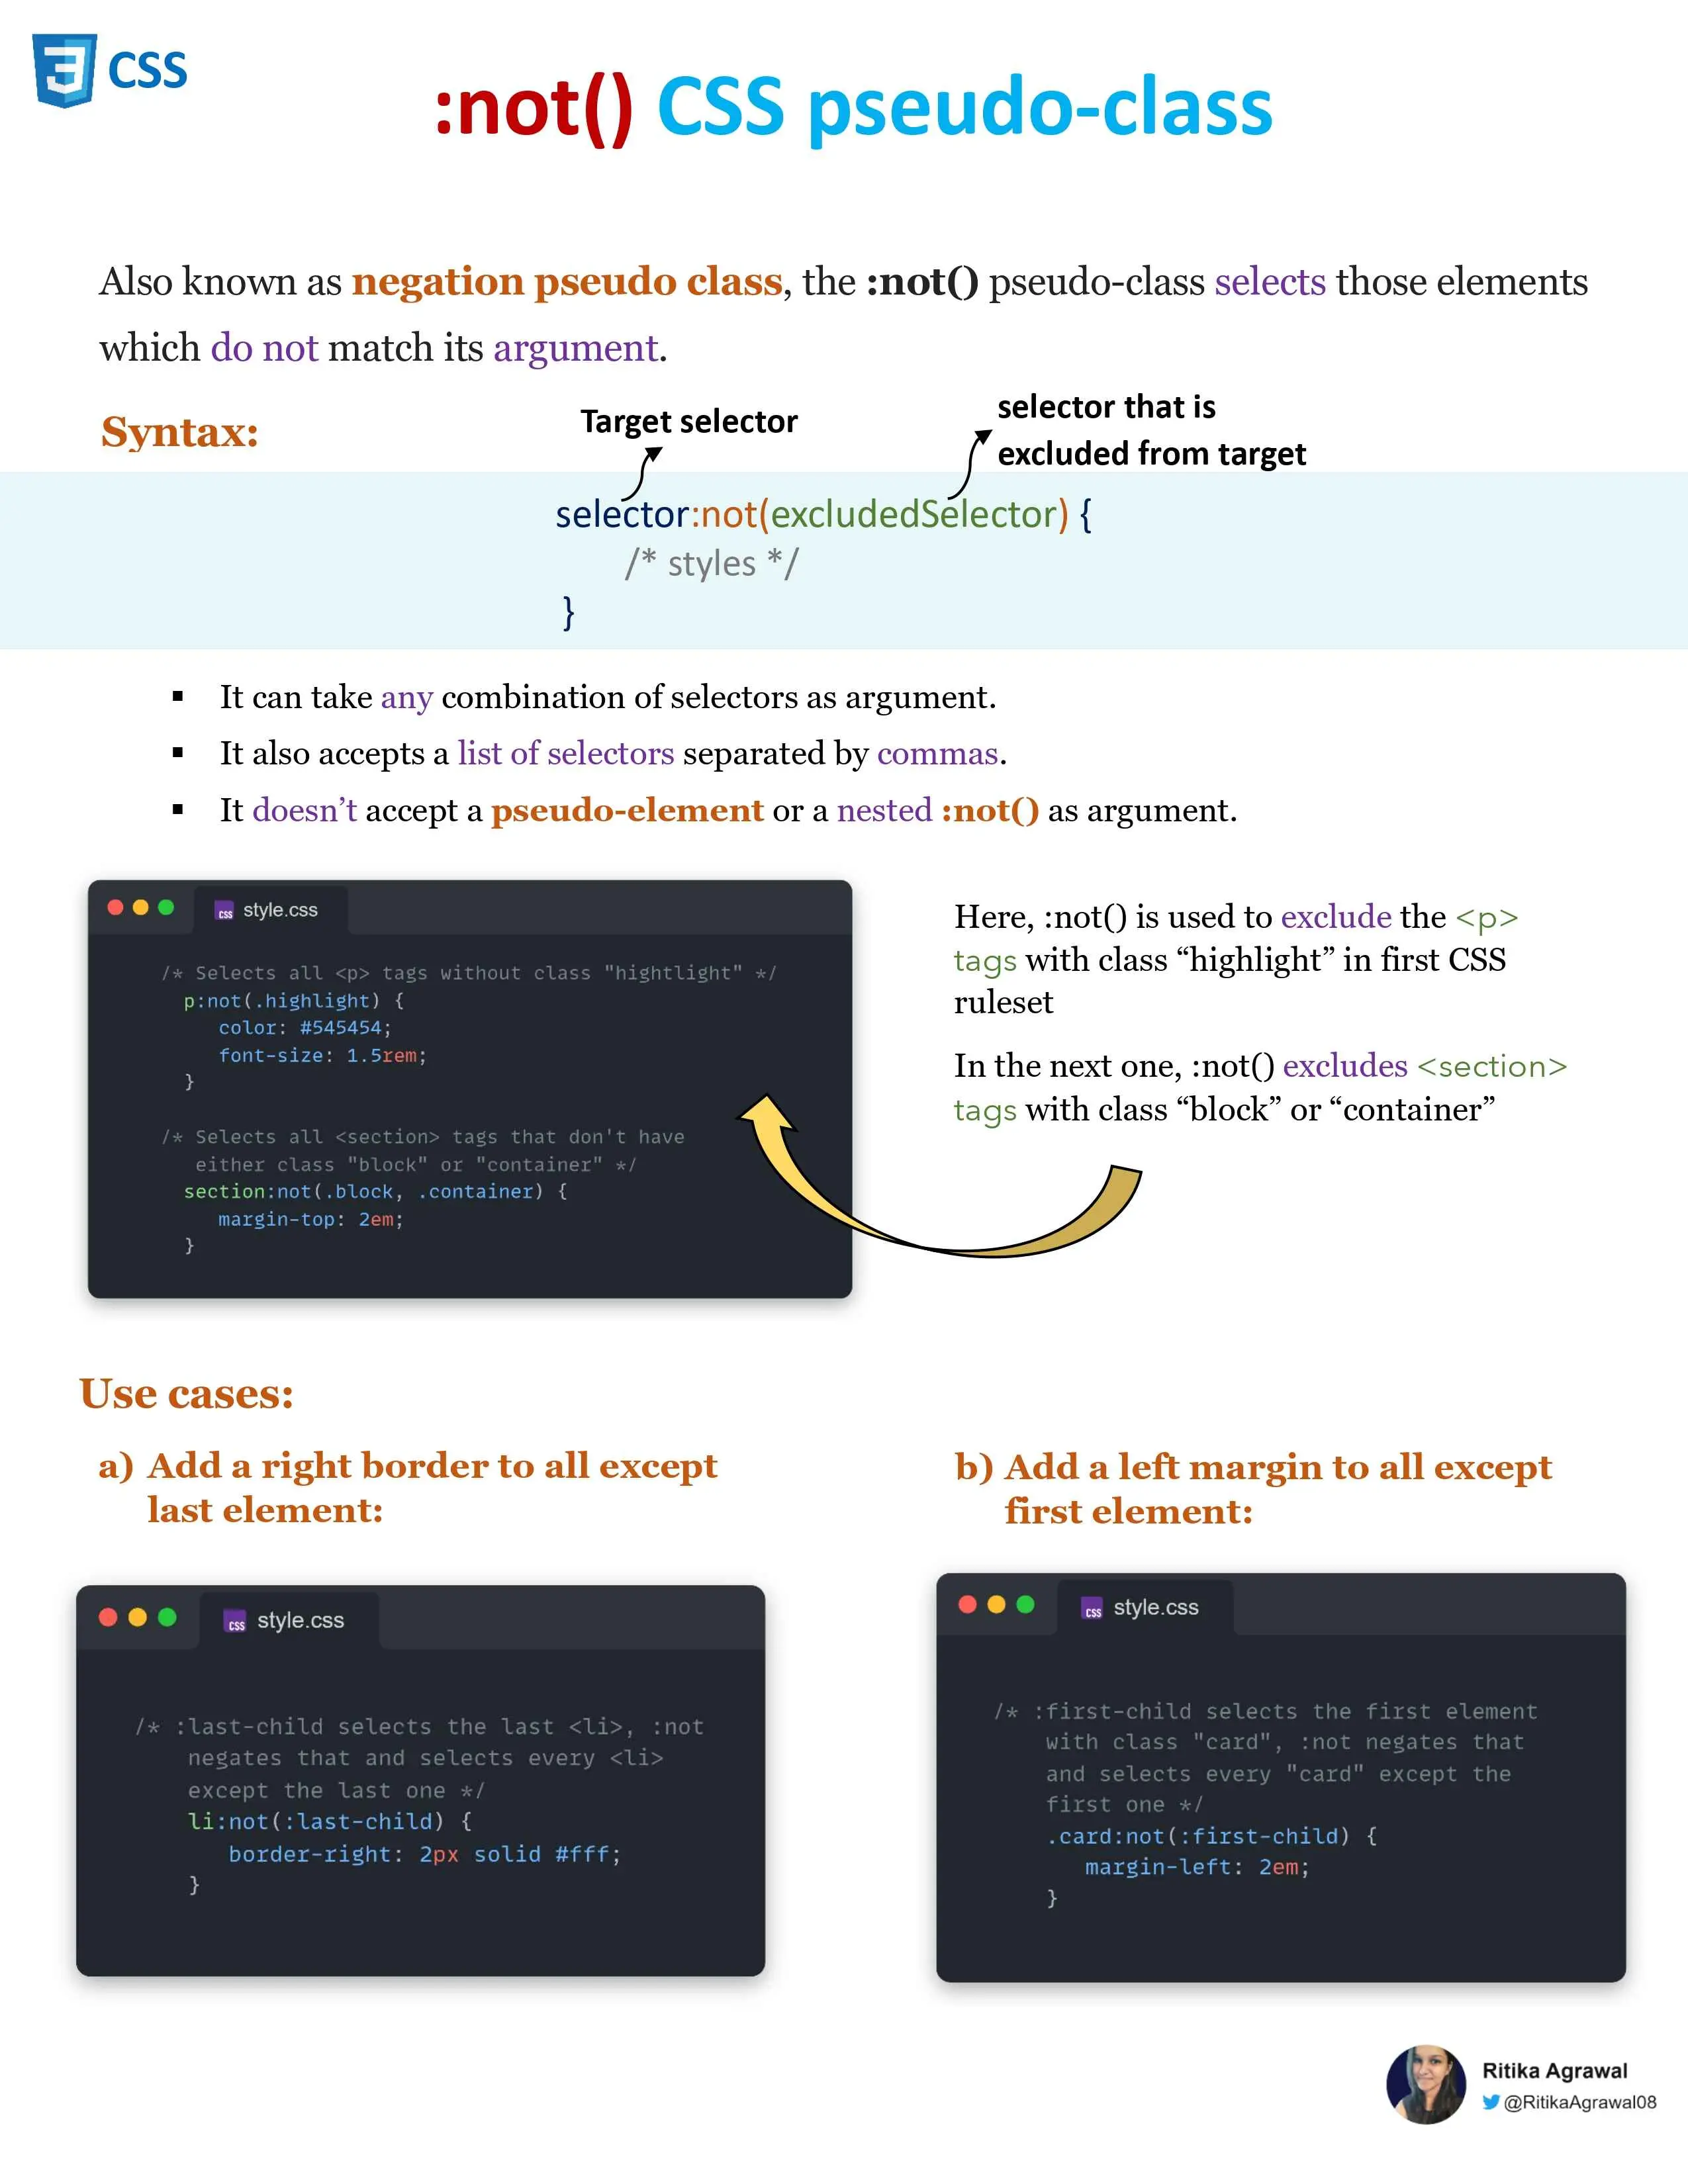 CSS
:not() CSS pseudo-class
Also known as negation pseudo class, the :not() pseudo-class selects those elements
which do not match its argument.
Syntax:
Target selector
selector that is
excluded from target
selector:not(excludedSelector) {
/* styles */
}
▪ It can take any combination of selectors as argument.
▪ It also accepts a list of selectors separated by commas.
▪ It doesn’t accept a pseudo-element or a nested :not() as argument.
css style.css
/* Selects all <p> tags without class "hightlight" */
p:not(.highlight) {
color: #545454;
font-size: 1.5rem;
}
/* Selects all <section> tags that don't have
either class "block" or "container" */
section:not(.block, .container) {
margin-top: 2em;
}
Here, :not() is used to exclude the <p>
tags with class “highlight” in first CSS
ruleset
In the next one, :not() excludes <section>
tags with class “block” or “container”
Use cases:
a) Add a right border to all except
last element:
css style.css
/* :last-child selects the last <li>, :not
negates that and selects every <li>
except the last one */
li:not(:last-child) {
border-right: 2px solid #fff;
}
b) Add a left margin to all except
first element:
css style.css
/* :first-child selects the first element
with class "card", :not negates that
and selects every "card" except the
first one */
.card:not(:first-child) {
margin-left: 2em;
}
Ritika Agrawal
@RitikaAgrawal08